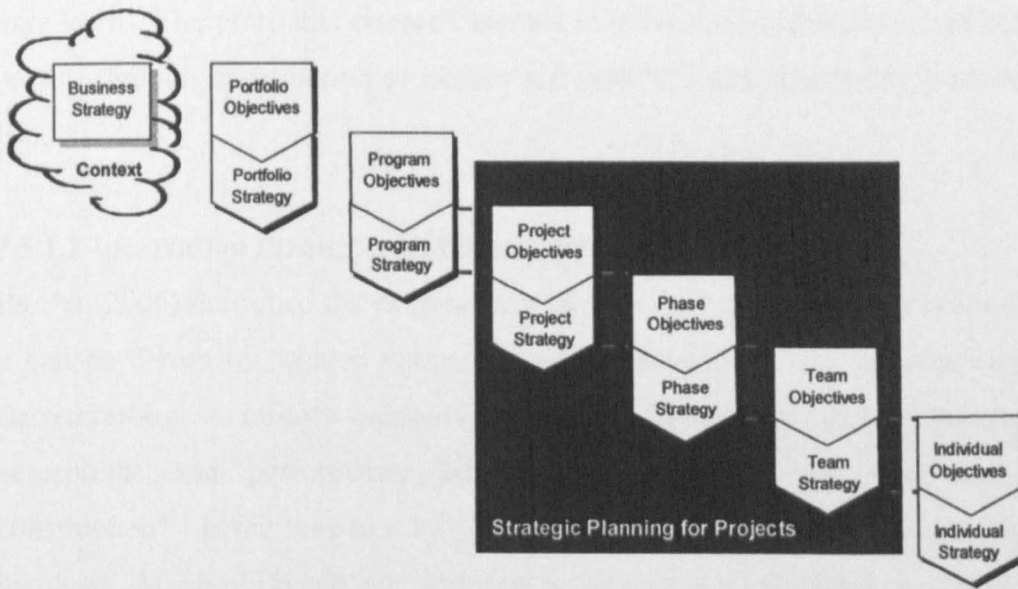 Business
Strategy
Context
Portfolio
Objectives
Portfolio
Strategy
Program
Objectives
Program
Strategy
Project
Objectives
Project
Strategy
Phase
Objectives
Phase
Strategy
Team
Objectives
Team
Strategy
Individual
Objectives
Individual
Strategy
Strategic Planning for Projects